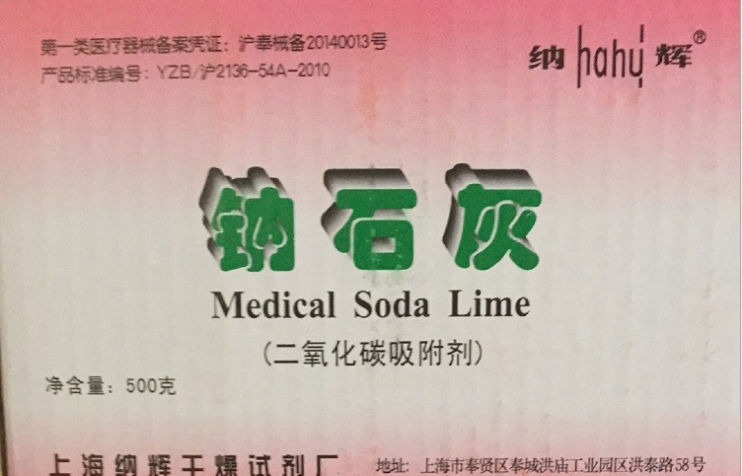 第一类医疗器械备案凭证：沪奉械备20140013号
产品标准编号：YZB/沪2136-54A-2010
纳hahy辉®
钠石灰
Medical Soda Lime
(二氧化碳吸附剂)
净含量：500克
上海纳辉干燥试剂厂
地址：上海市奉贤区奉城洪庙工业园区洪泰路58号